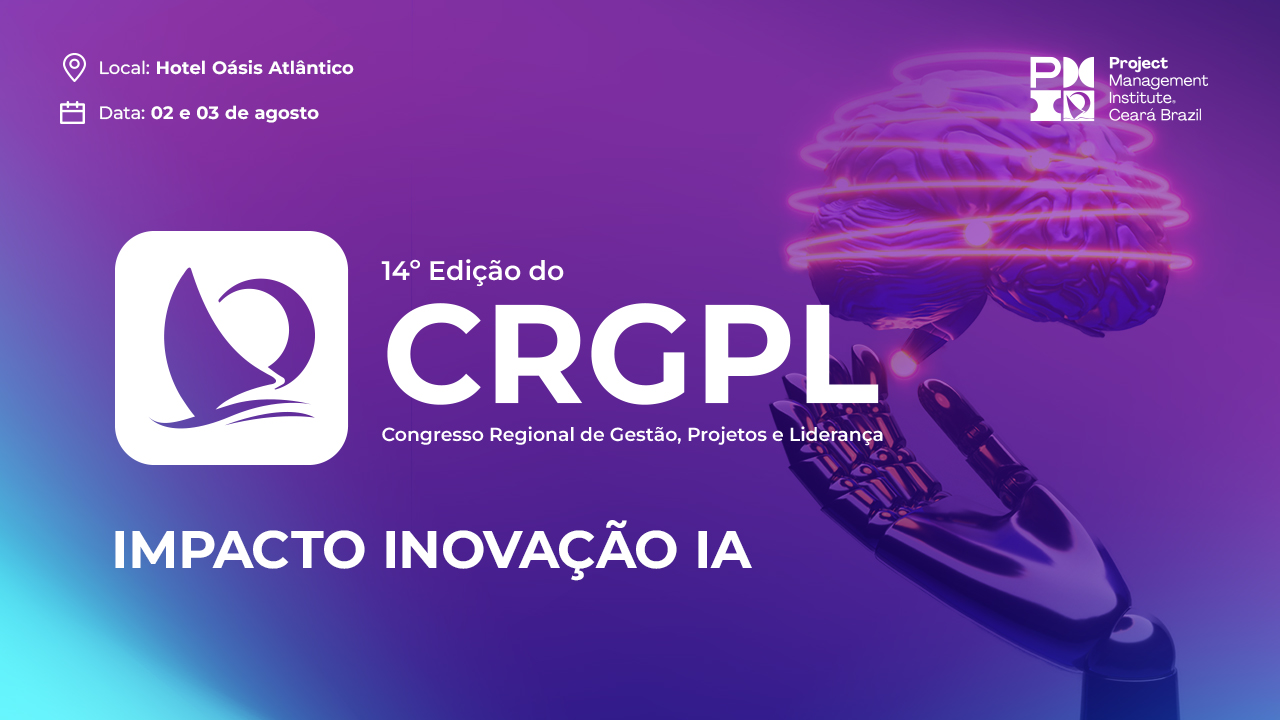 Local: Hotel Oásis Atlântico
Data: 02 e 03 de agosto
Project
Management
Institute.
Ceará Brazil
14º Edição do
CRGPL
Congresso Regional de Gestão, Projetos e Liderança
IMPACTO INOVAÇÃO IA